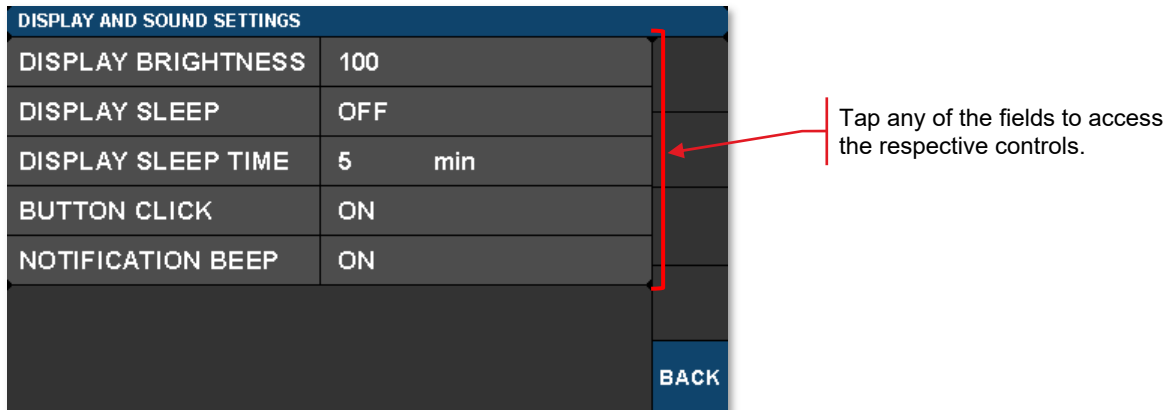 DISPLAY AND SOUND SETTINGS
DISPLAY BRIGHTNESS 100
DISPLAY SLEEP OFF
DISPLAY SLEEP TIME 5 min
BUTTON CLICK ON
NOTIFICATION BEEP ON
BACK
Tap any of the fields to access
the respective controls.